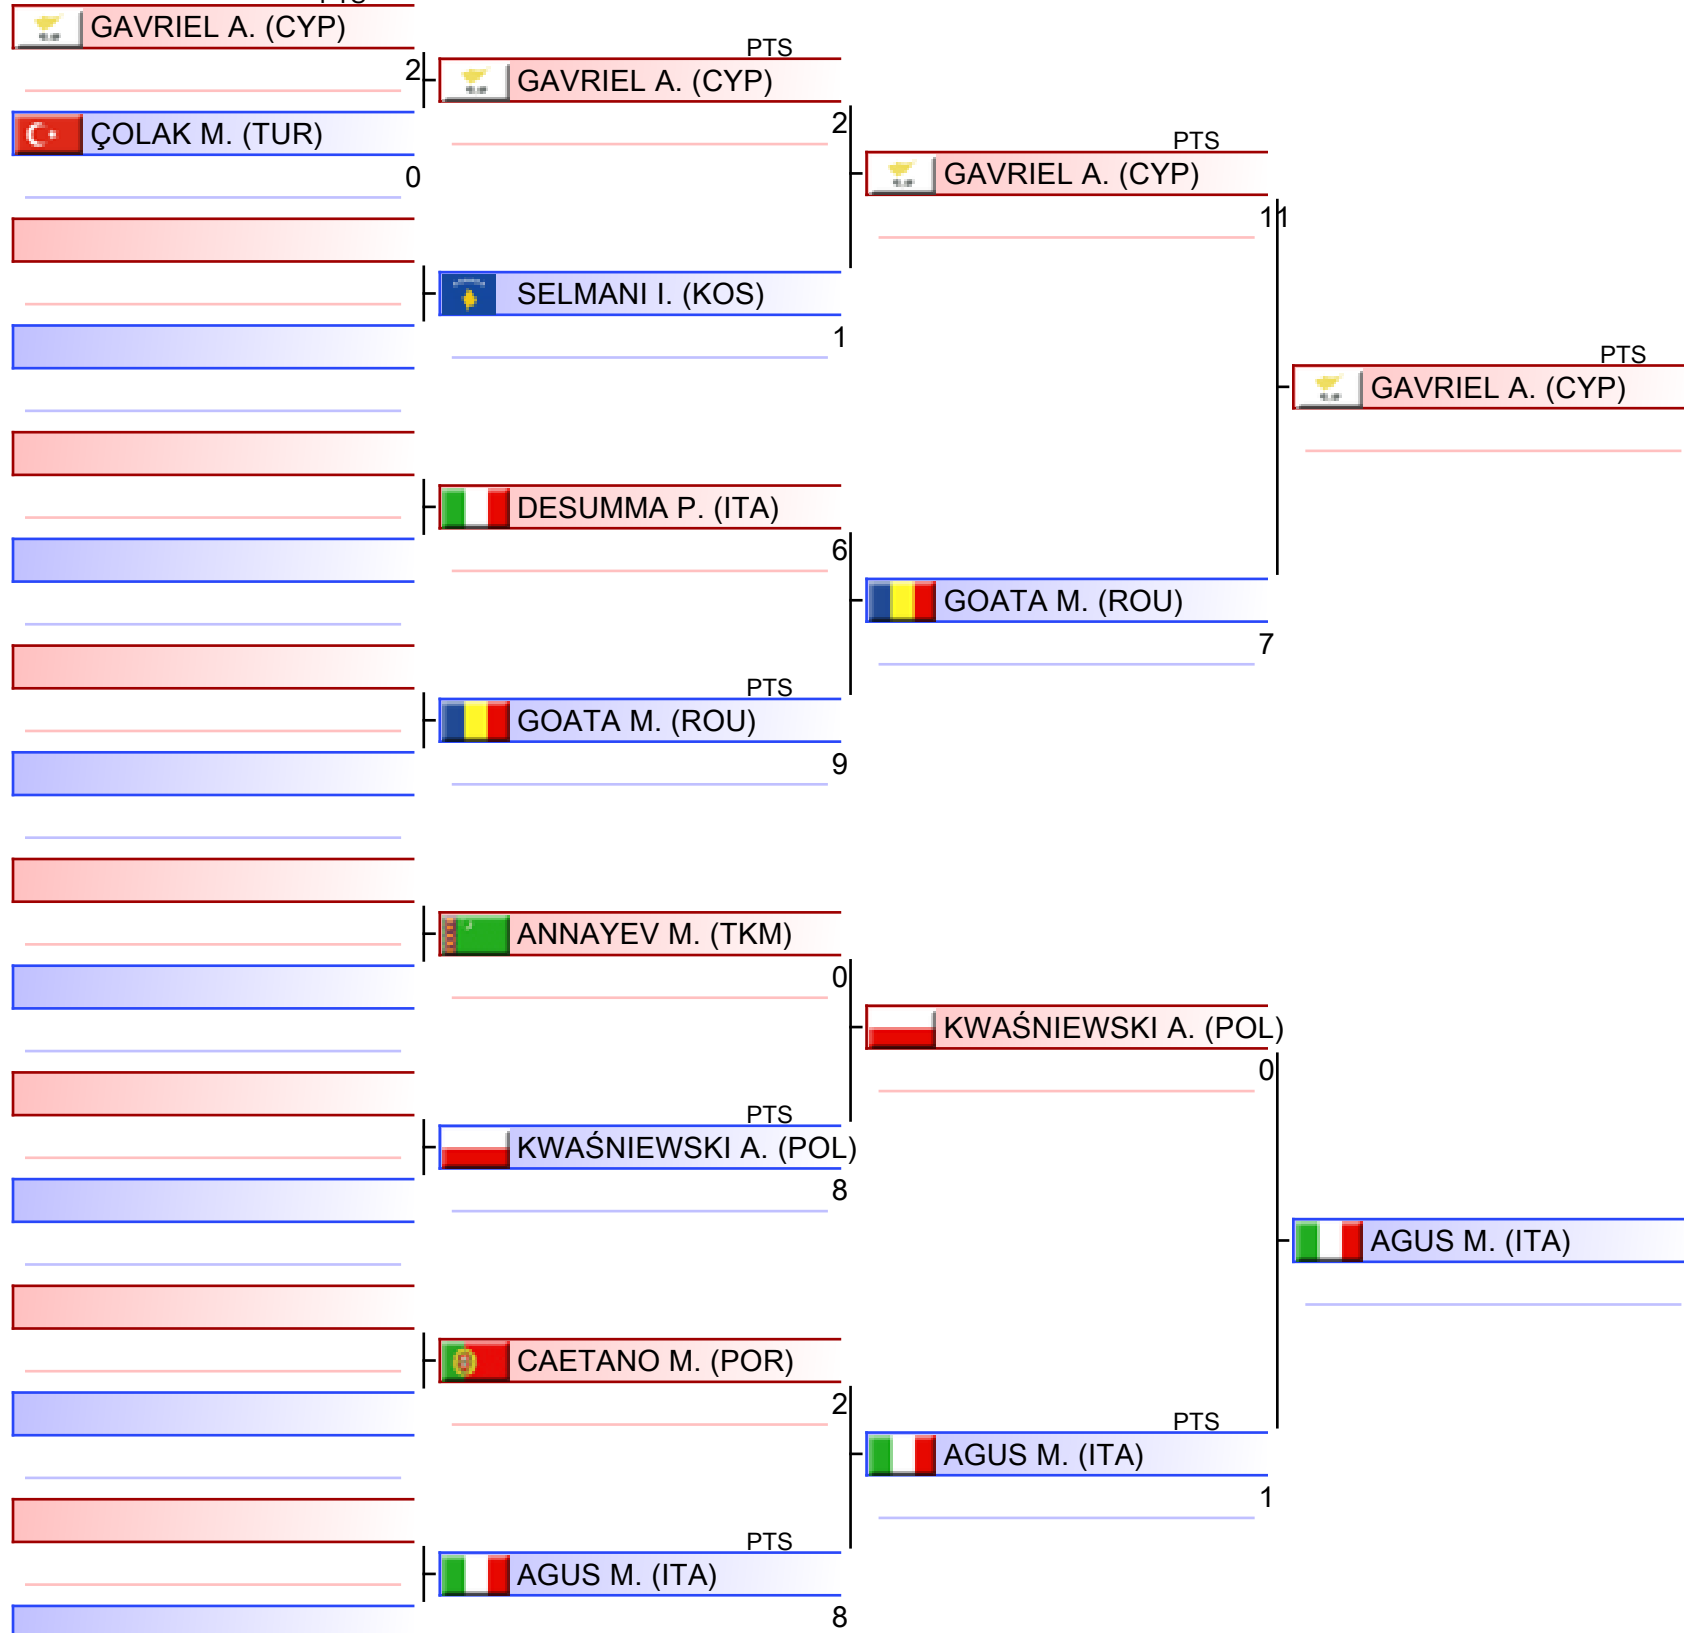 PTS
GAVRIEL A. (CYP)
2
ÇOLAK M. (TUR)
0
PTS
GAVRIEL A. (CYP)
2
SELMANI I. (KOS)
1
DESUMMA P. (ITA)
6
PTS
GOATA M. (ROU)
9
ANNAYEV M. (TKM)
0
PTS
KWAŚNIEWSKI A. (POL)
8
CAETANO M. (POR)
2
PTS
AGUS M. (ITA)
8
PTS
GAVRIEL A. (CYP)
11
GOATA M. (ROU)
7
KWAŚNIEWSKI A. (POL)
0
PTS
AGUS M. (ITA)
1
PTS
GAVRIEL A. (CYP)
AGUS M. (ITA)